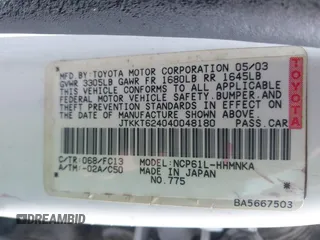 MFD. BY: TOYOTA MOTOR CORPORATION 05/03
GVWR 3305LB GAWR FR 1680LB RR 1645LB
THIS VEHICLE CONFORMS TO ALL APPLICABLE
FEDERAL MOTOR VEHICLE SAFETY, BUMPER AND
THEFT PREVENTION STANDARDS IN EFFECT ON
THE DATE OF MANUFACTURE SHOWN ABOVE.
JTKKT624040048180 PASS.CAR
TOYOTA
C/TR:068/FC13 MODEL:NCP61L-HHMNKA
A/TM:-02A/C50 MADE IN JAPAN
NO.775
BA5667503
DREAMBID